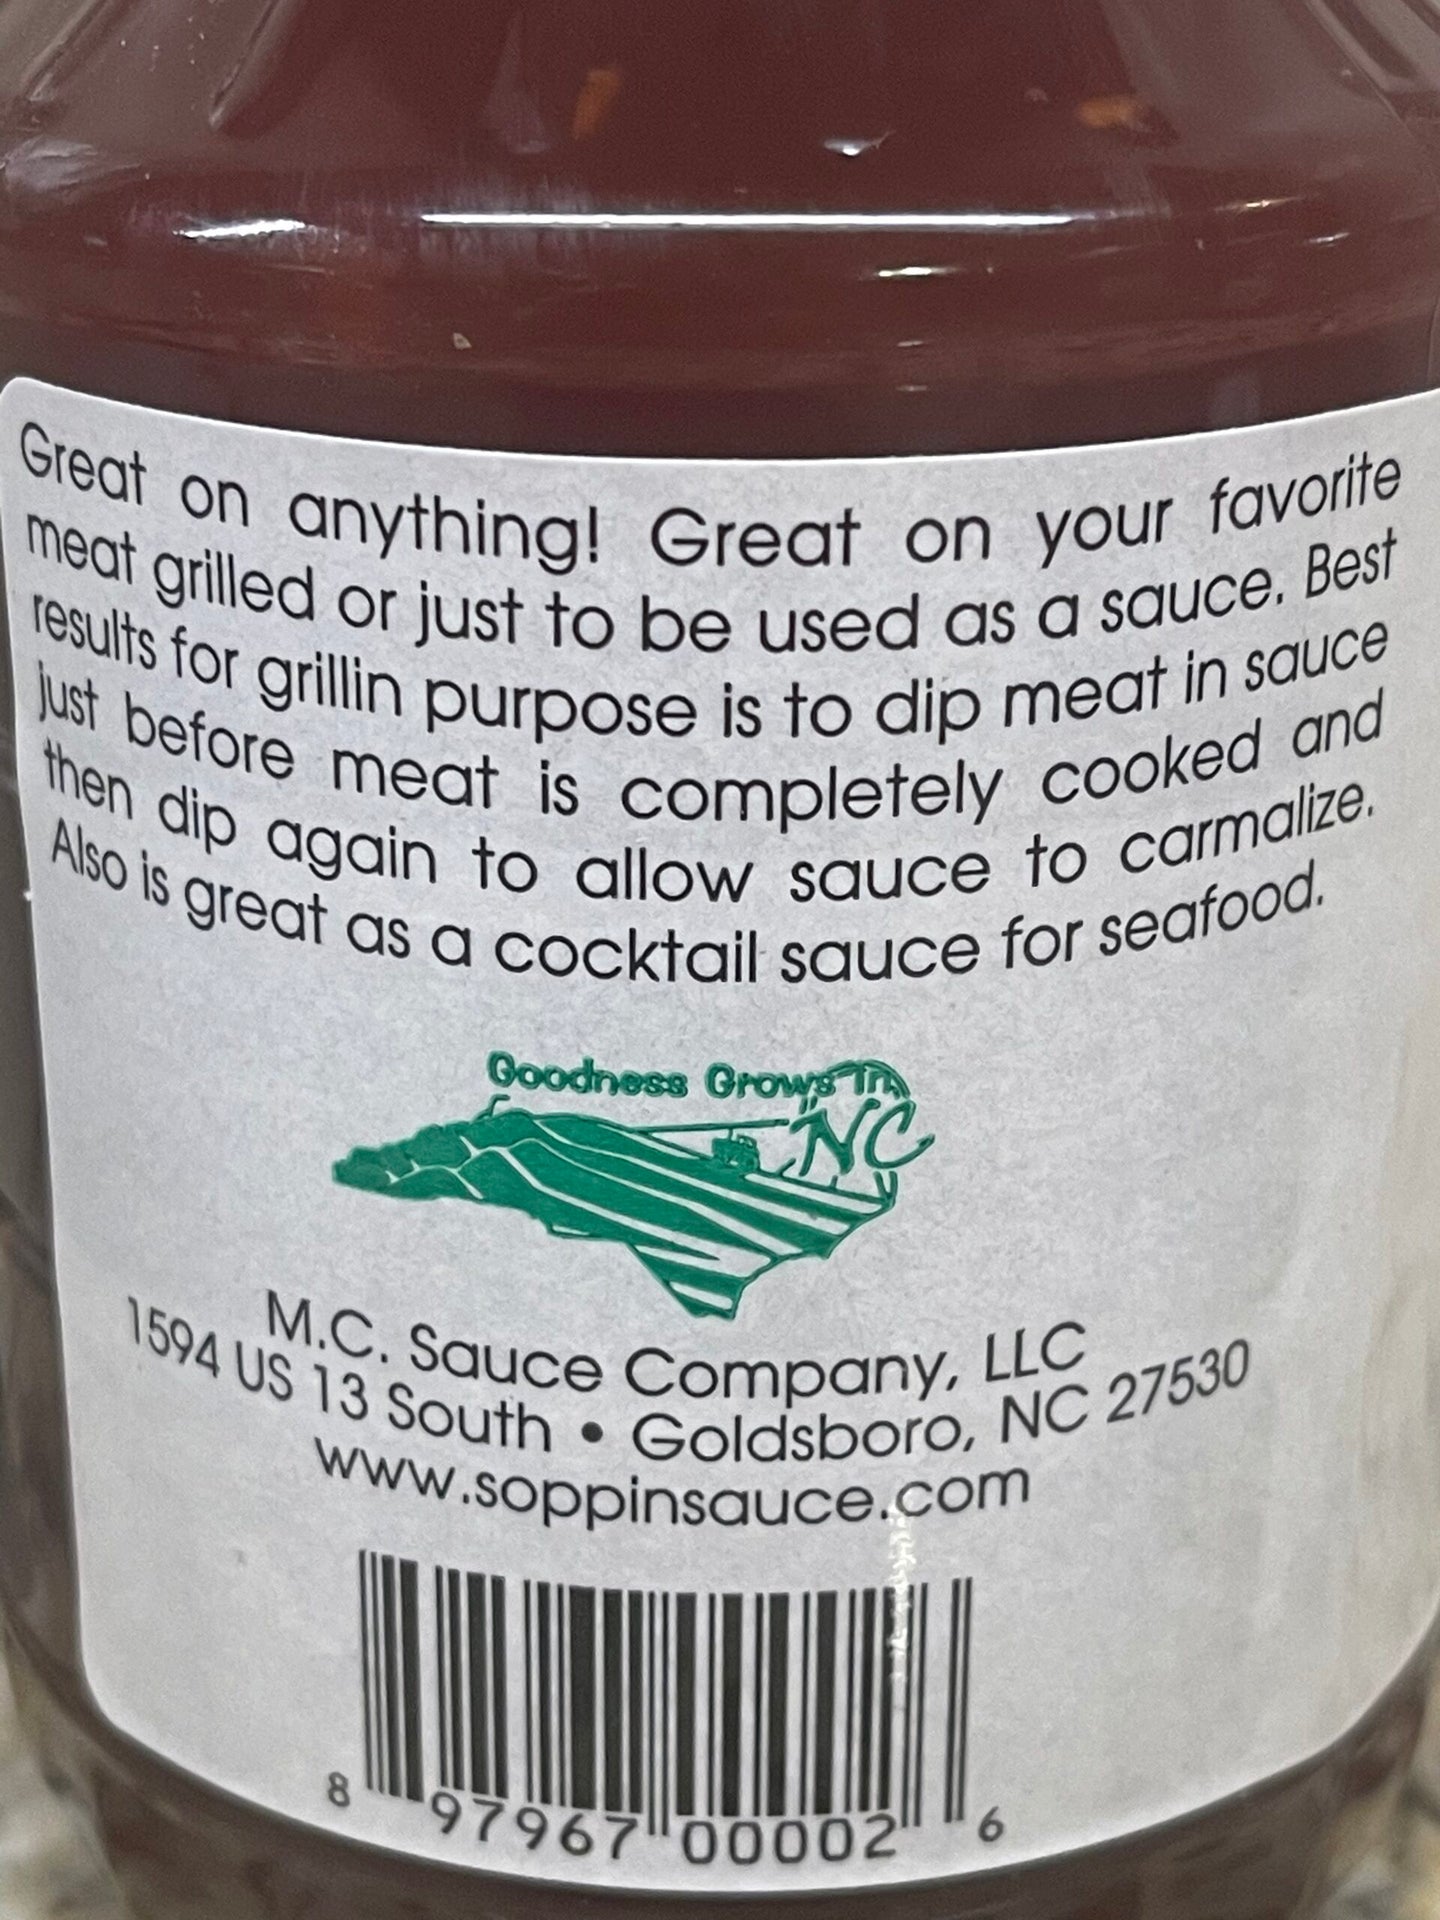 Great on anything! Great on your favorite
meat grilled or just to be used as a sauce. Best
results for grillin purpose is to dip meat in sauce
just before meat is completely cooked and
then dip again to allow sauce to carmalize.
Also is great as a cocktail sauce for seafood.
Goodness Grows In
NC
M.C. Sauce Company, LLC
1594 US 13 South • Goldsboro, NC 27530
www.soppinsauce.com
8 97967 00002 6